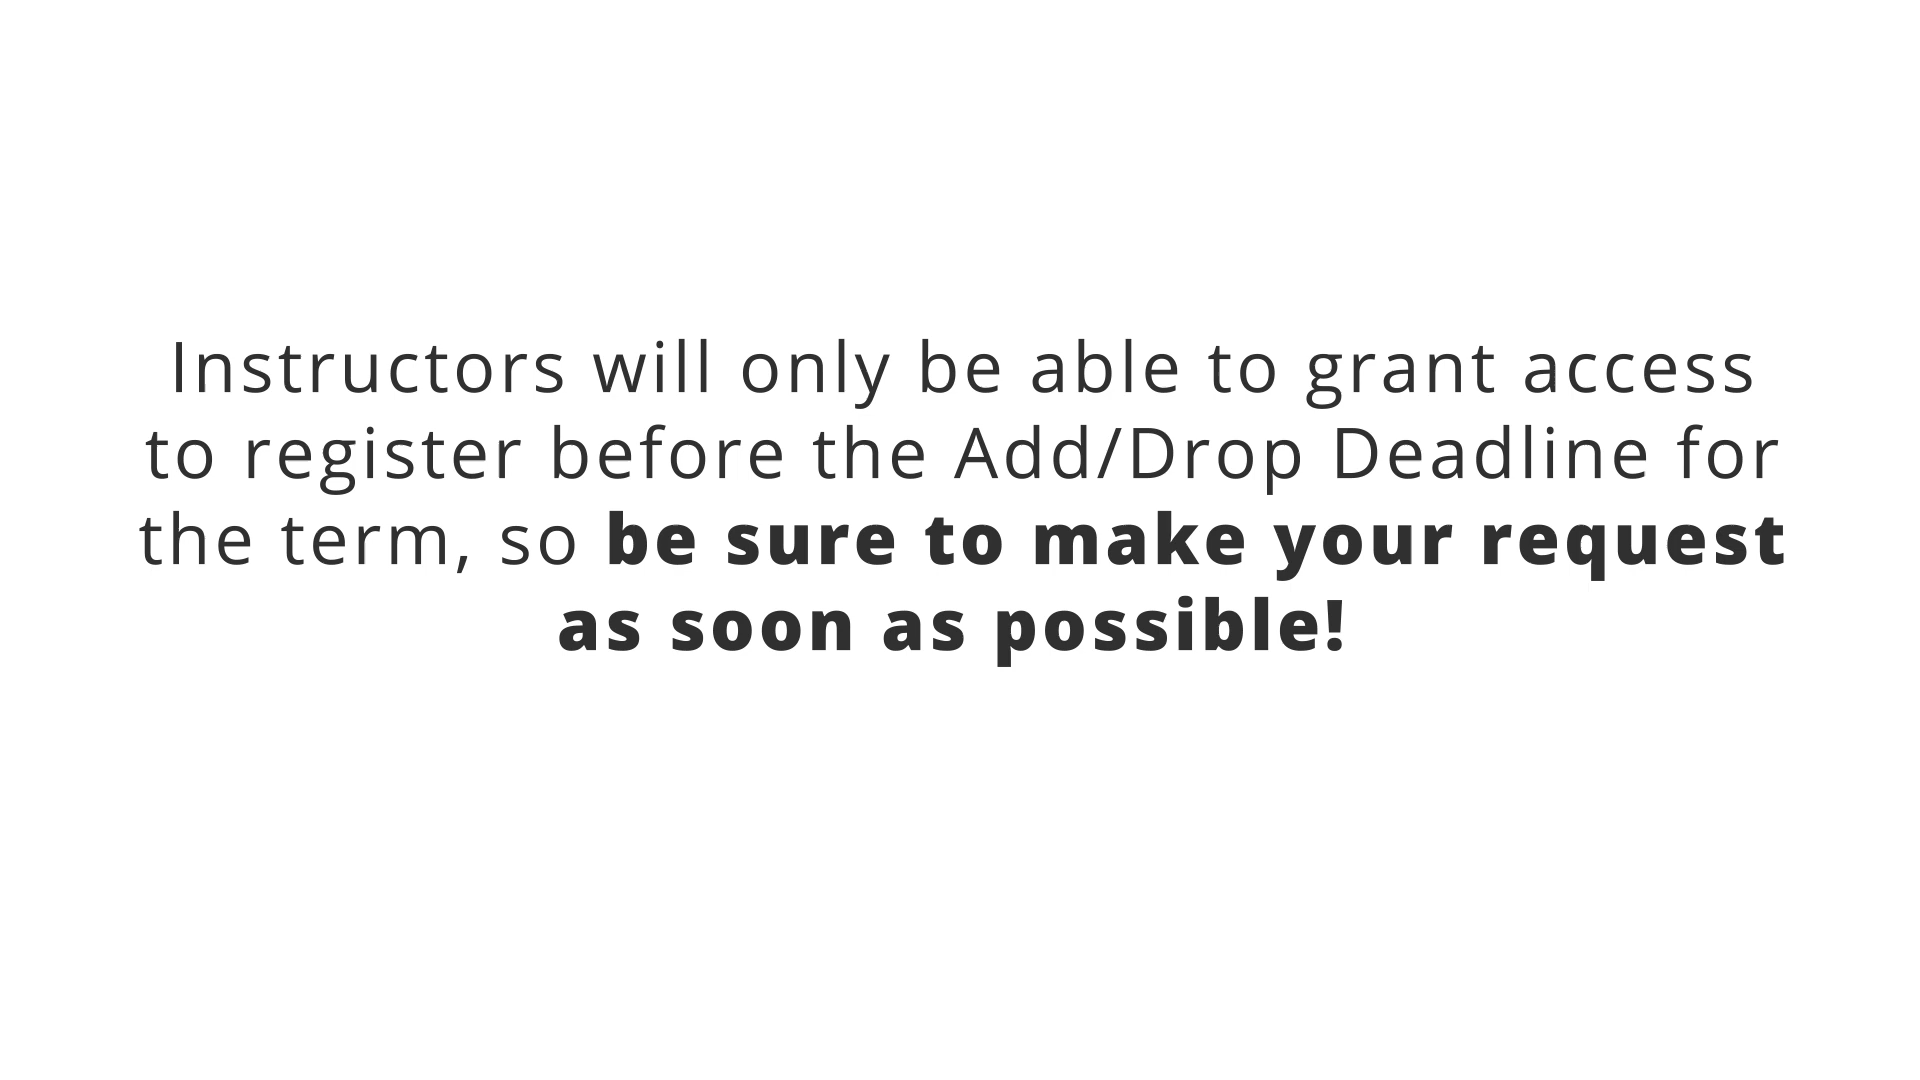 Instructors will only be able to grant access
to register before the Add/Drop Deadline for
the term, so be sure to make your request
as soon as possible!